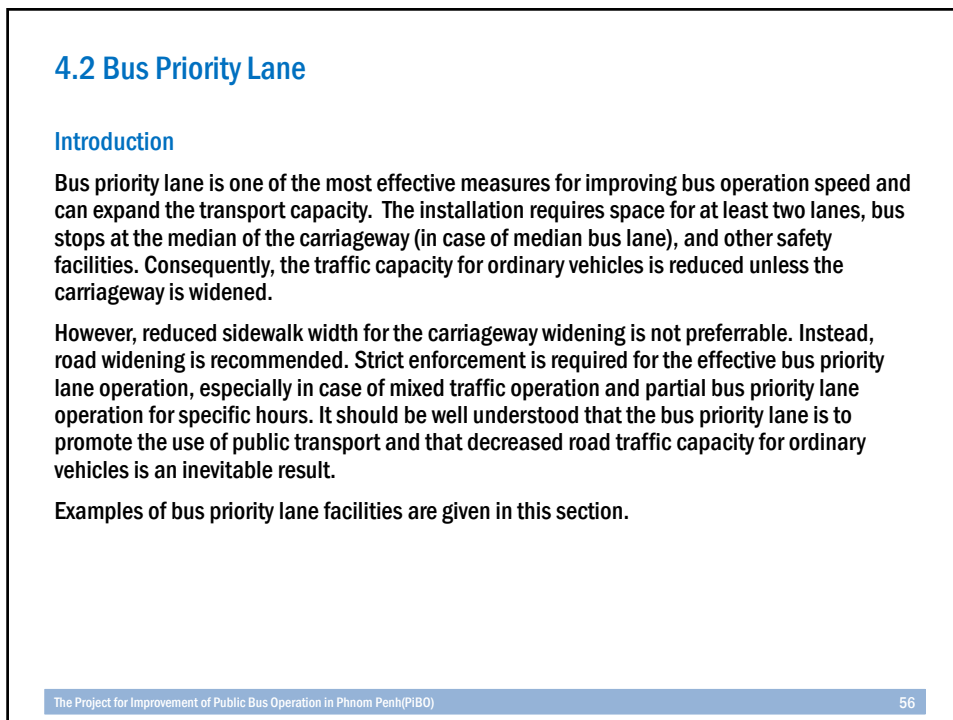 4.2 Bus Priority Lane
Introduction
Bus priority lane is one of the most effective measures for improving bus operation speed and
can expand the transport capacity.  The installation requires space for at least two lanes, bus
stops at the median of the carriageway (in case of median bus lane), and other safety
facilities. Consequently, the traffic capacity for ordinary vehicles is reduced unless the
carriageway is widened.
However, reduced sidewalk width for the carriageway widening is not preferrable. Instead,
road widening is recommended. Strict enforcement is required for the effective bus priority
lane operation, especially in case of mixed traffic operation and partial bus priority lane
operation for specific hours. It should be well understood that the bus priority lane is to
promote the use of public transport and that decreased road traffic capacity for ordinary
vehicles is an inevitable result.
Examples of bus priority lane facilities are given in this section.
The Project for Improvement of Public Bus Operation in Phnom Penh(PiBO) 56